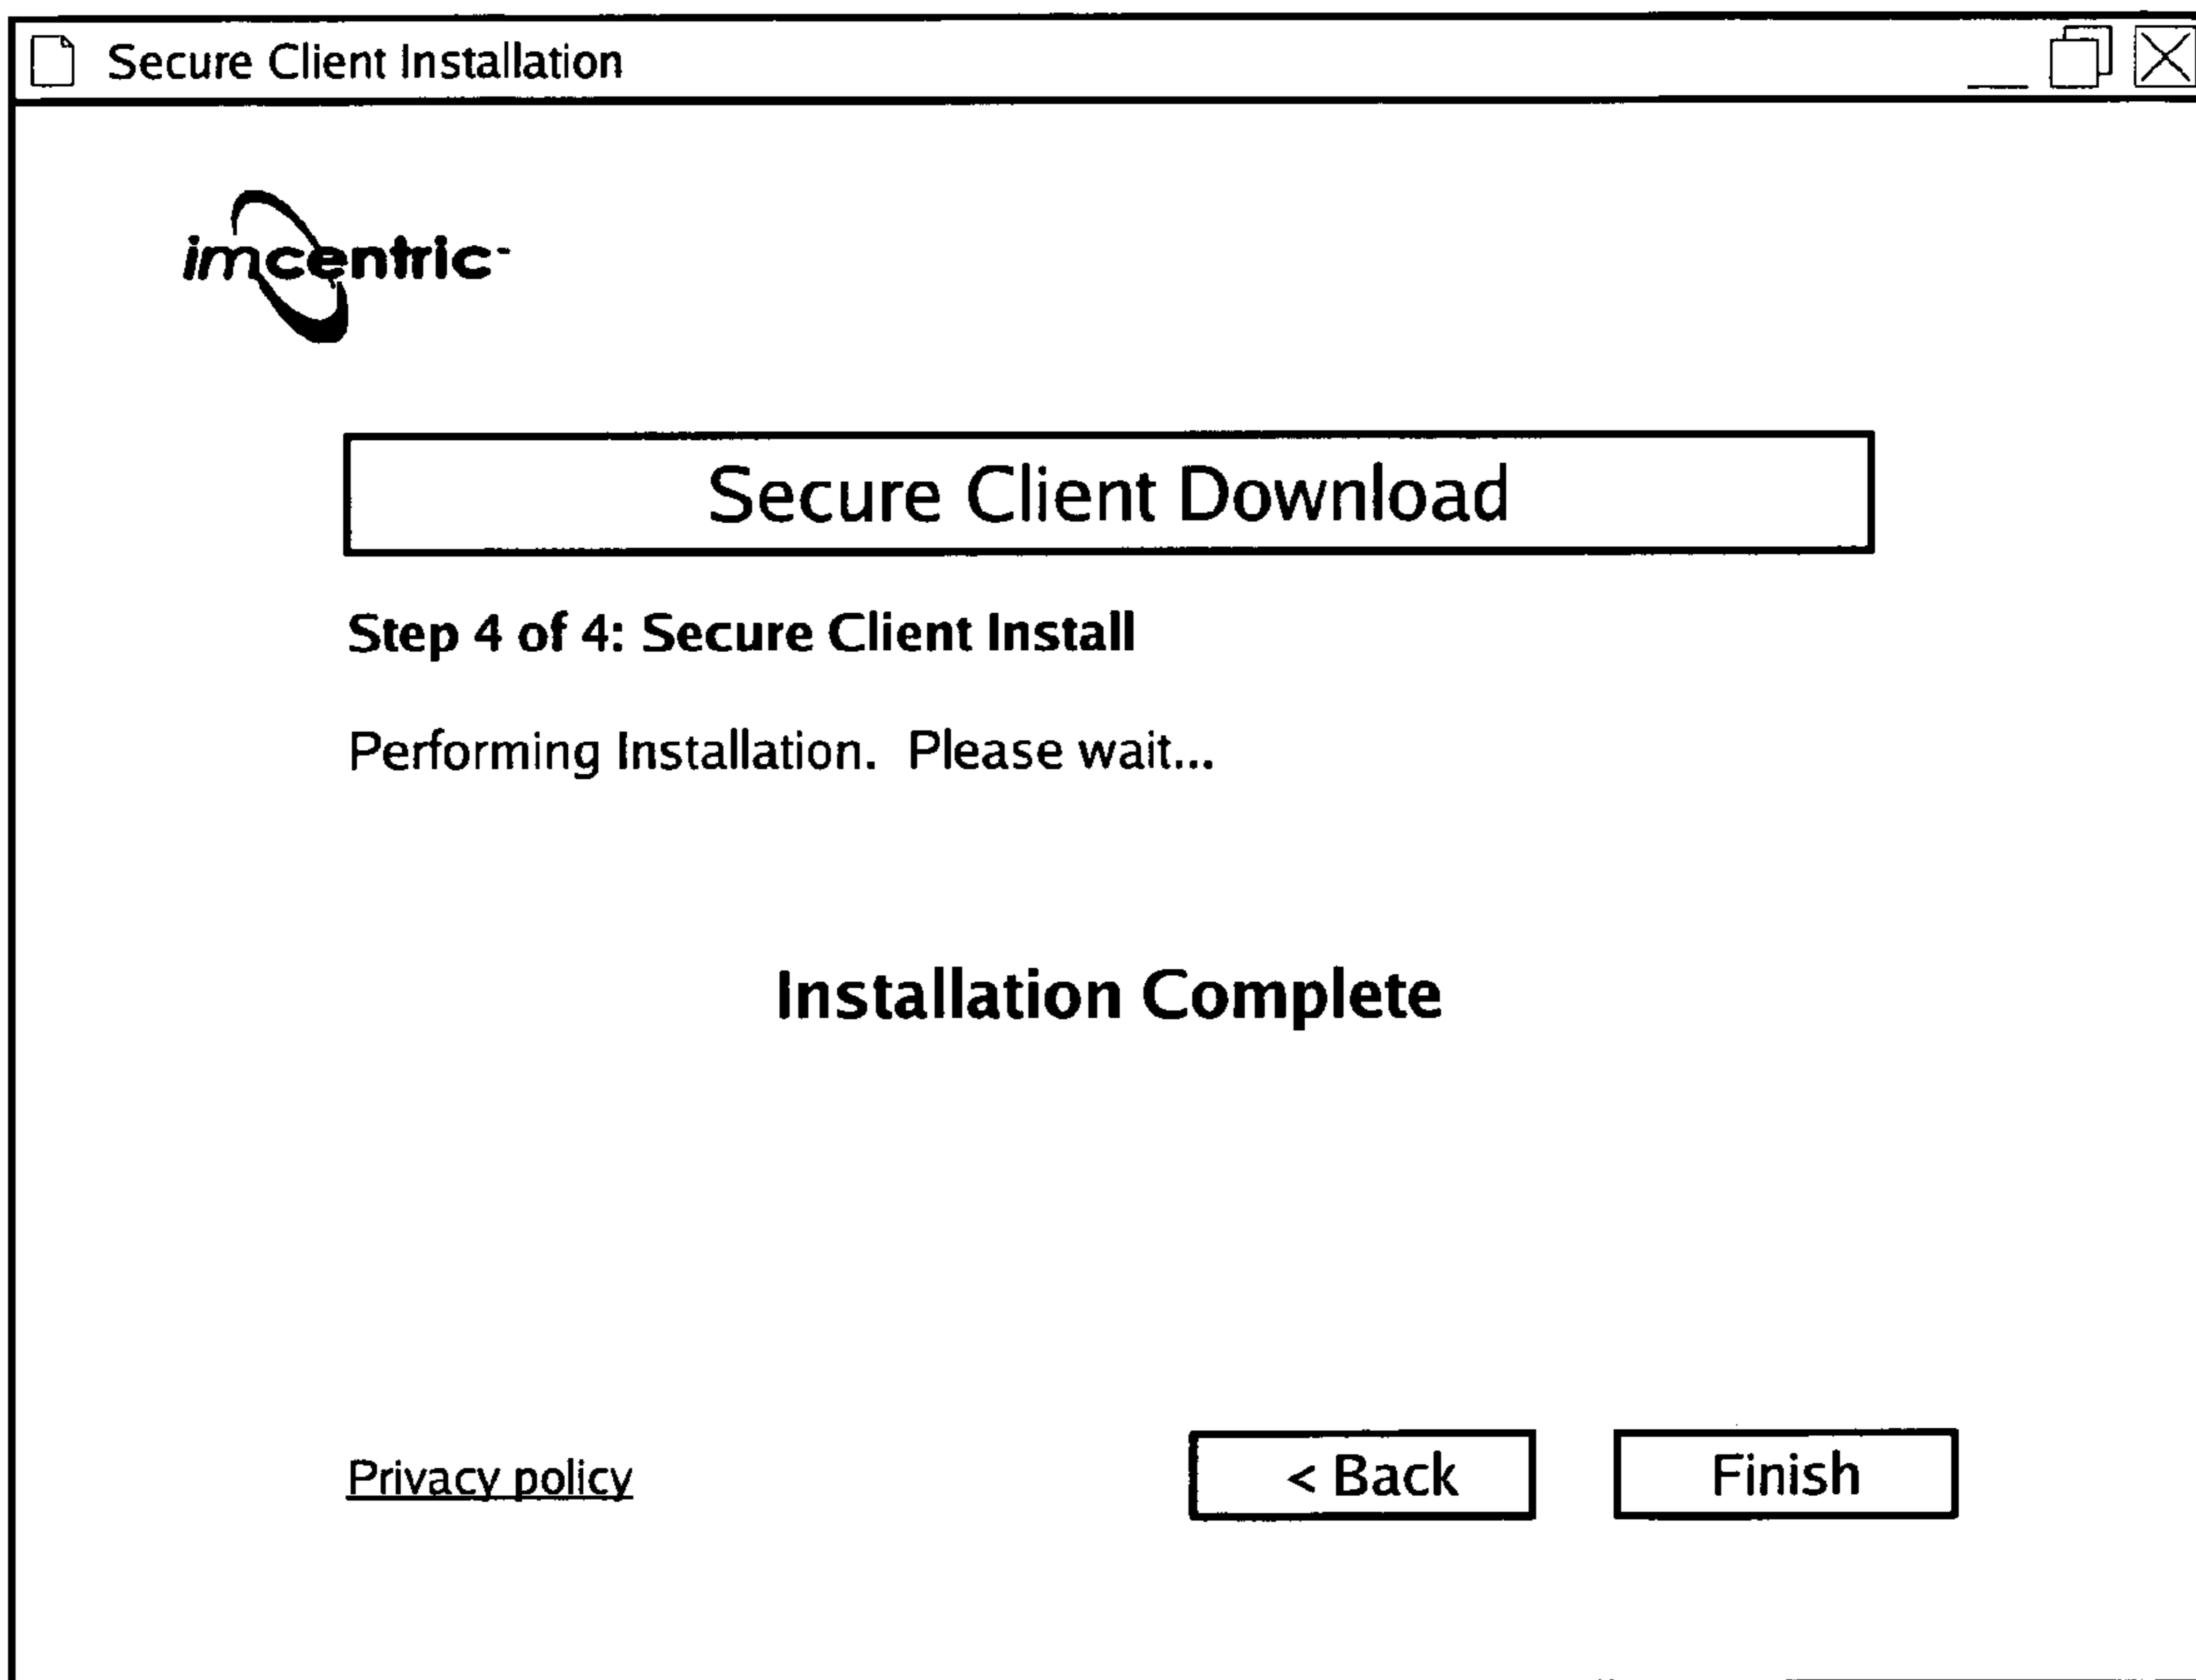 Secure Client Installation
imcentric
Secure Client Download
Step 4 of 4: Secure Client Install
Performing Installation.  Please wait...
Installation Complete
Privacy policy
< Back
Finish